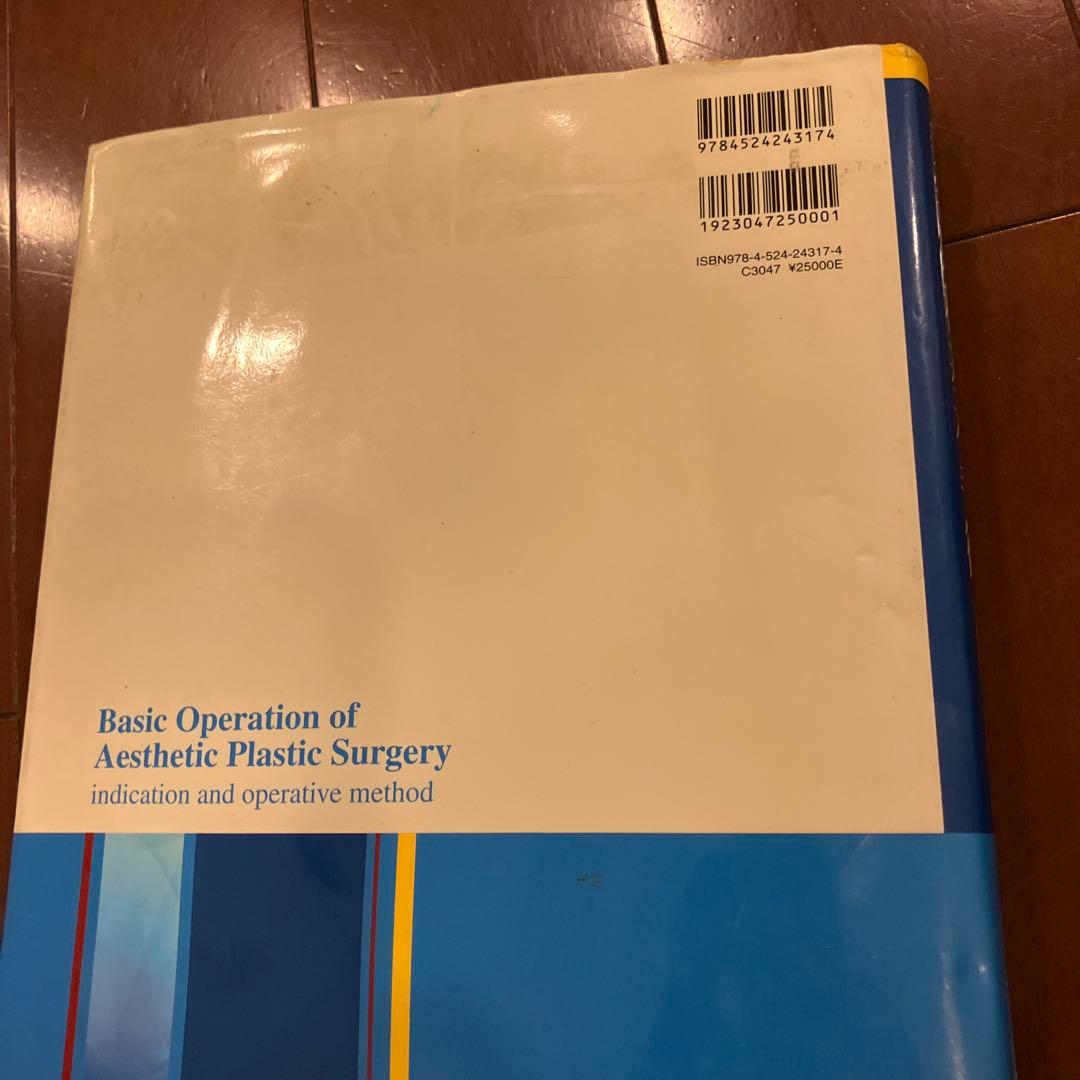 9784524243174
1923047250001
ISBN978-4-524-24317-4
C3047 ¥25000E
Basic Operation of
Aesthetic Plastic Surgery
indication and operative method